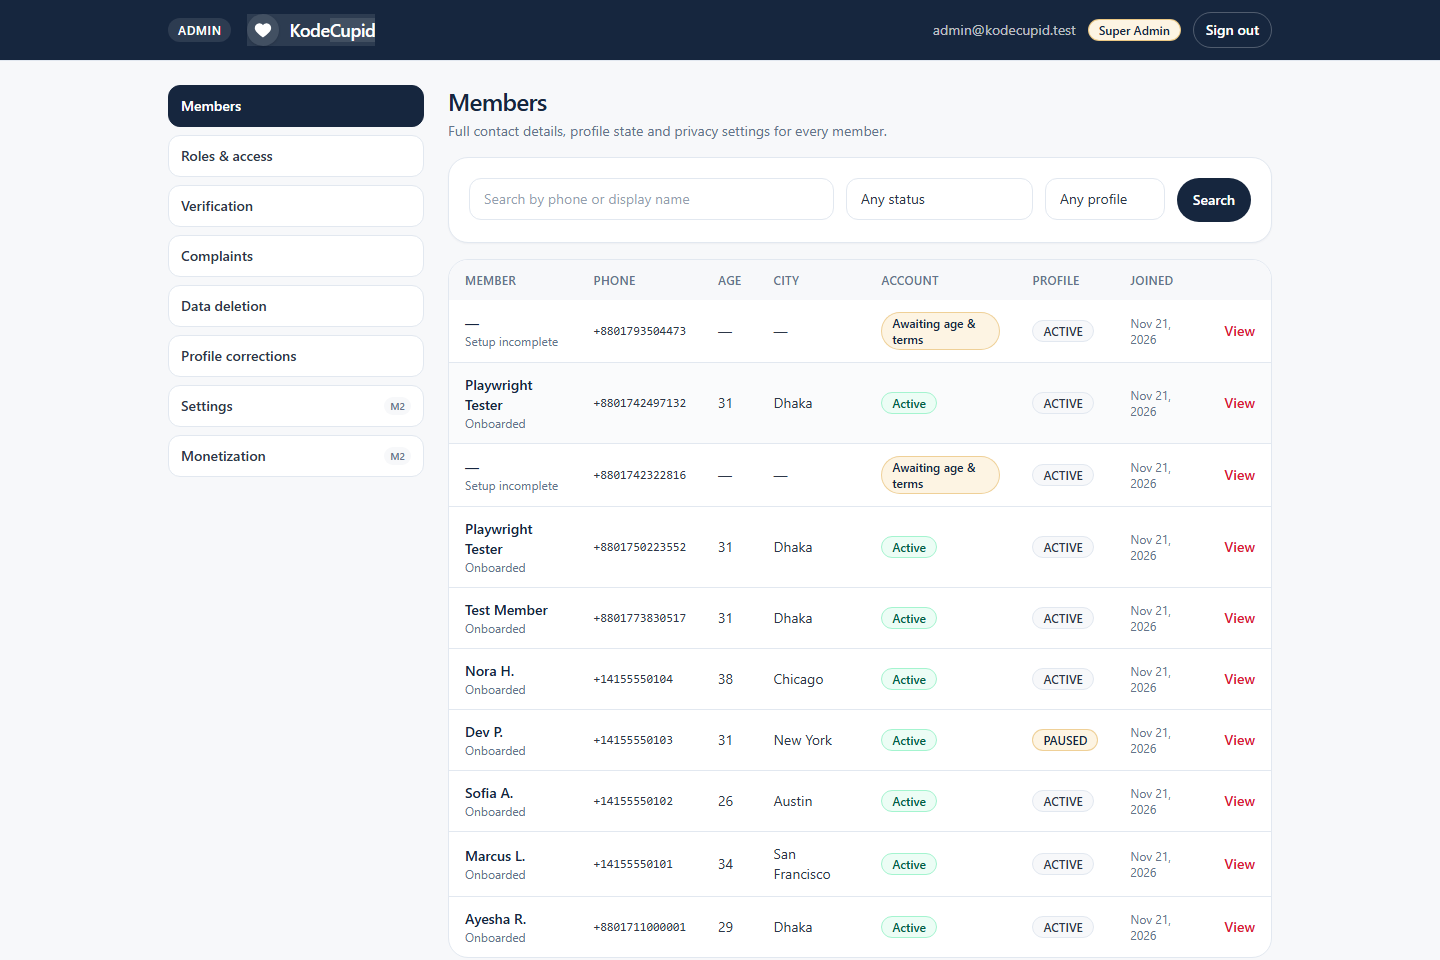 ADMIN KodeCupid admin@kodecupid.test Super Admin Sign out
Members
Roles & access
Verification
Complaints
Data deletion
Profile corrections
Settings M2
Monetization M2
Members
Full contact details, profile state and privacy settings for every member.
Search by phone or display name Any status Any profile Search
MEMBER PHONE AGE CITY ACCOUNT PROFILE JOINED
— +8801793504473 — — Awaiting age & ACTIVE Nov 21, View
Setup incomplete terms 2026
Playwright +8801742497132 31 Dhaka Active ACTIVE Nov 21, View
Tester 2026
Onboarded
— +8801742322816 — — Awaiting age & ACTIVE Nov 21, View
Setup incomplete terms 2026
Playwright +8801750223552 31 Dhaka Active ACTIVE Nov 21, View
Tester 2026
Onboarded
Test Member +8801773830517 31 Dhaka Active ACTIVE Nov 21, View
Onboarded 2026
Nora H. +14155550104 38 Chicago Active ACTIVE Nov 21, View
Onboarded 2026
Dev P. +14155550103 31 New York Active PAUSED Nov 21, View
Onboarded 2026
Sofia A. +14155550102 26 Austin Active ACTIVE Nov 21, View
Onboarded 2026
Marcus L. +14155550101 34 San Active ACTIVE Nov 21, View
Onboarded Francisco 2026
Ayesha R. +8801711000001 29 Dhaka Active ACTIVE Nov 21, View
Onboarded 2026